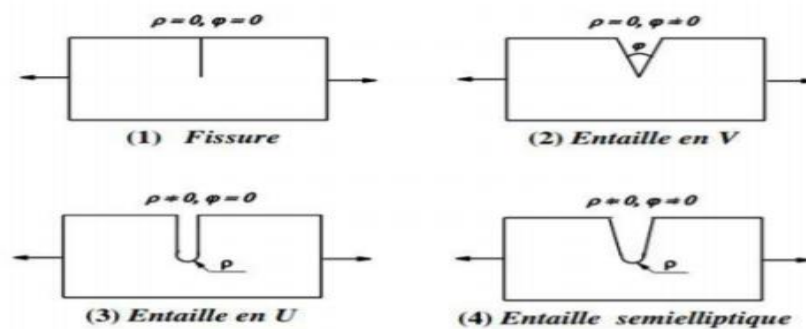 ρ=0, φ=0
(1) Fissure
ρ=0, φ≠0
φ
(2) Entaille en V
ρ≠0, φ=0
ρ
(3) Entaille en U
ρ≠0, φ≠0
ρ
(4) Entaille semielliptique